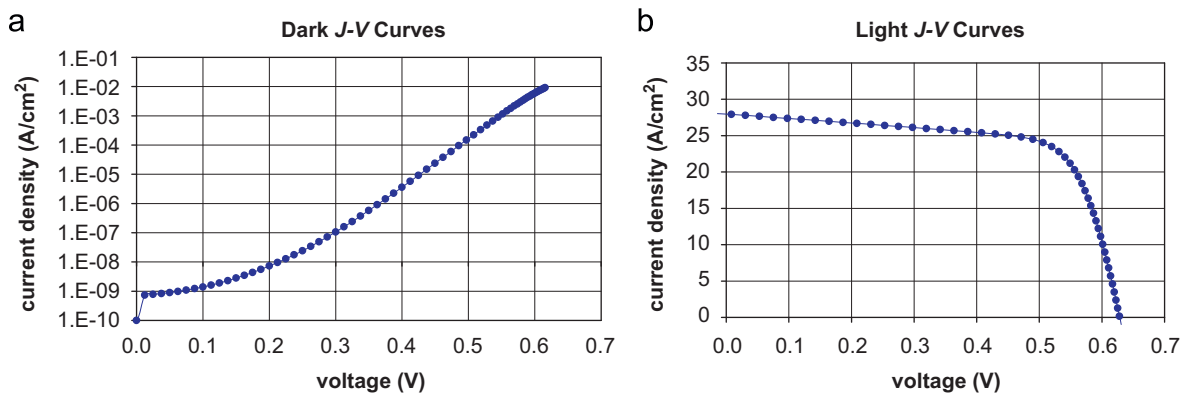 a
Dark J-V Curves
current density (A/cm²)
1.E-01
1.E-02
1.E-03
1.E-04
1.E-05
1.E-06
1.E-07
1.E-08
1.E-09
1.E-10
0.0 0.1 0.2 0.3 0.4 0.5 0.6 0.7
voltage (V)
b
Light J-V Curves
current density (A/cm²)
35
30
25
20
15
10
5
0
0.0 0.1 0.2 0.3 0.4 0.5 0.6 0.7
voltage (V)